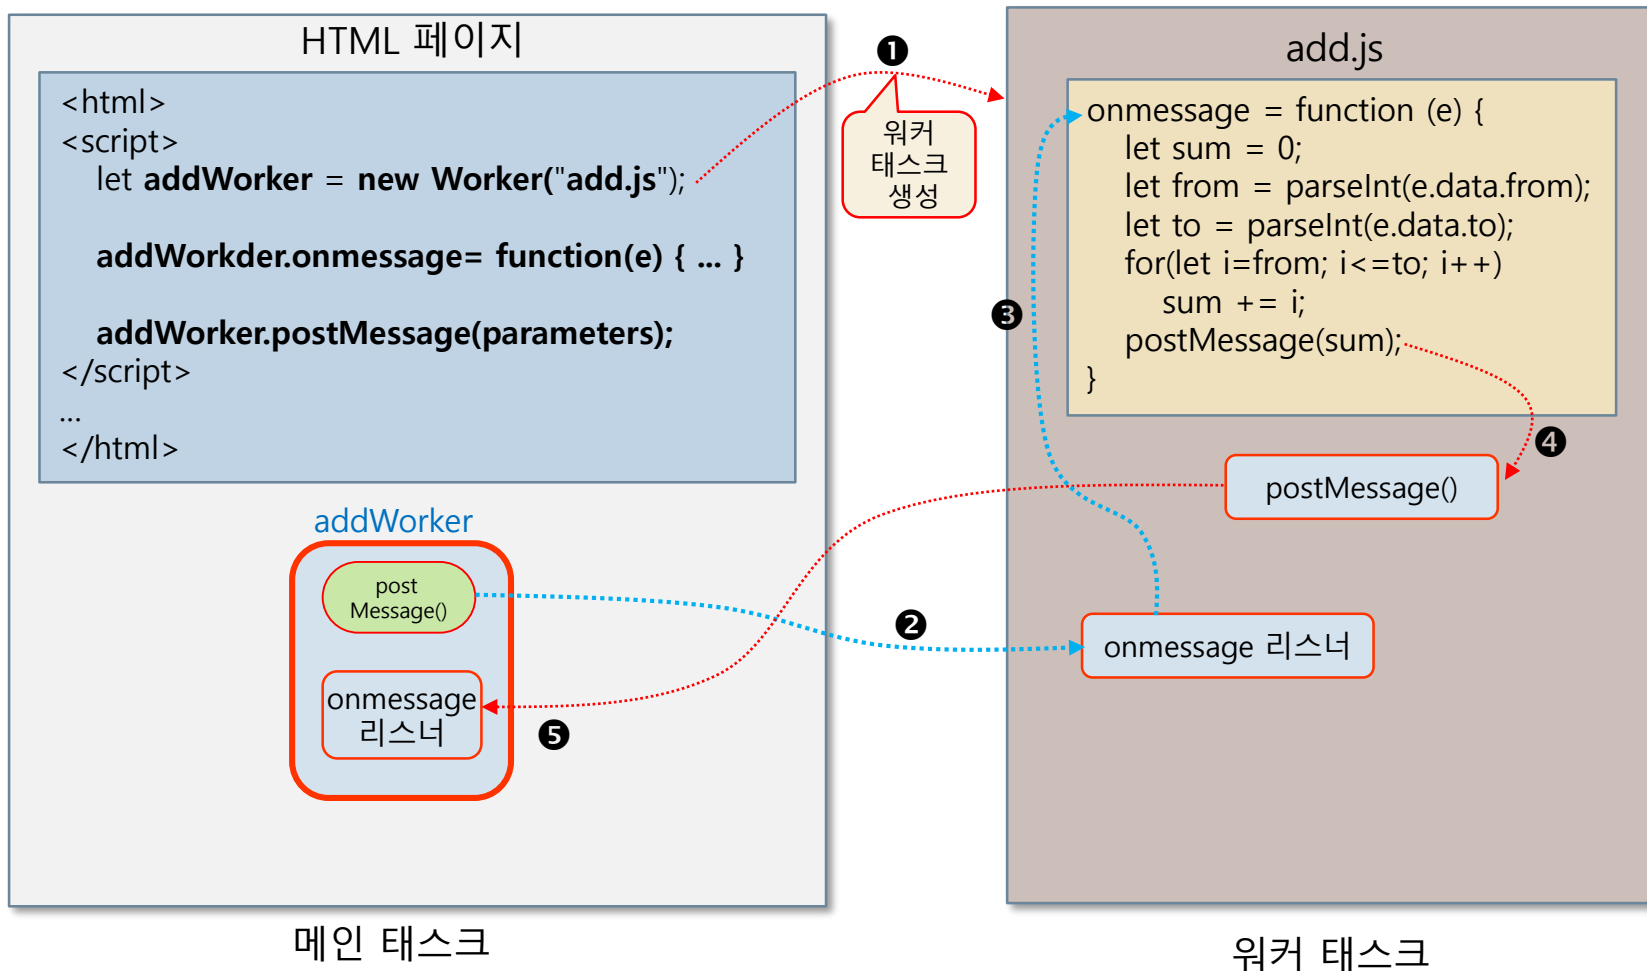 HTML 페이지
<html>
<script>
let addWorker = new Worker("add.js");
addWorkder.onmessage= function(e) { ... }
addWorker.postMessage(parameters);
</script>
...
</html>
addWorker
post
Message()
onmessage
리스너
메인 태스크
❶
워커
태스크
생성
❷
❸
❹
❺
add.js
onmessage = function (e) {
let sum = 0;
let from = parseInt(e.data.from);
let to = parseInt(e.data.to);
for(let i=from; i<=to; i++)
sum += i;
postMessage(sum);
}
postMessage()
onmessage 리스너
워커 태스크